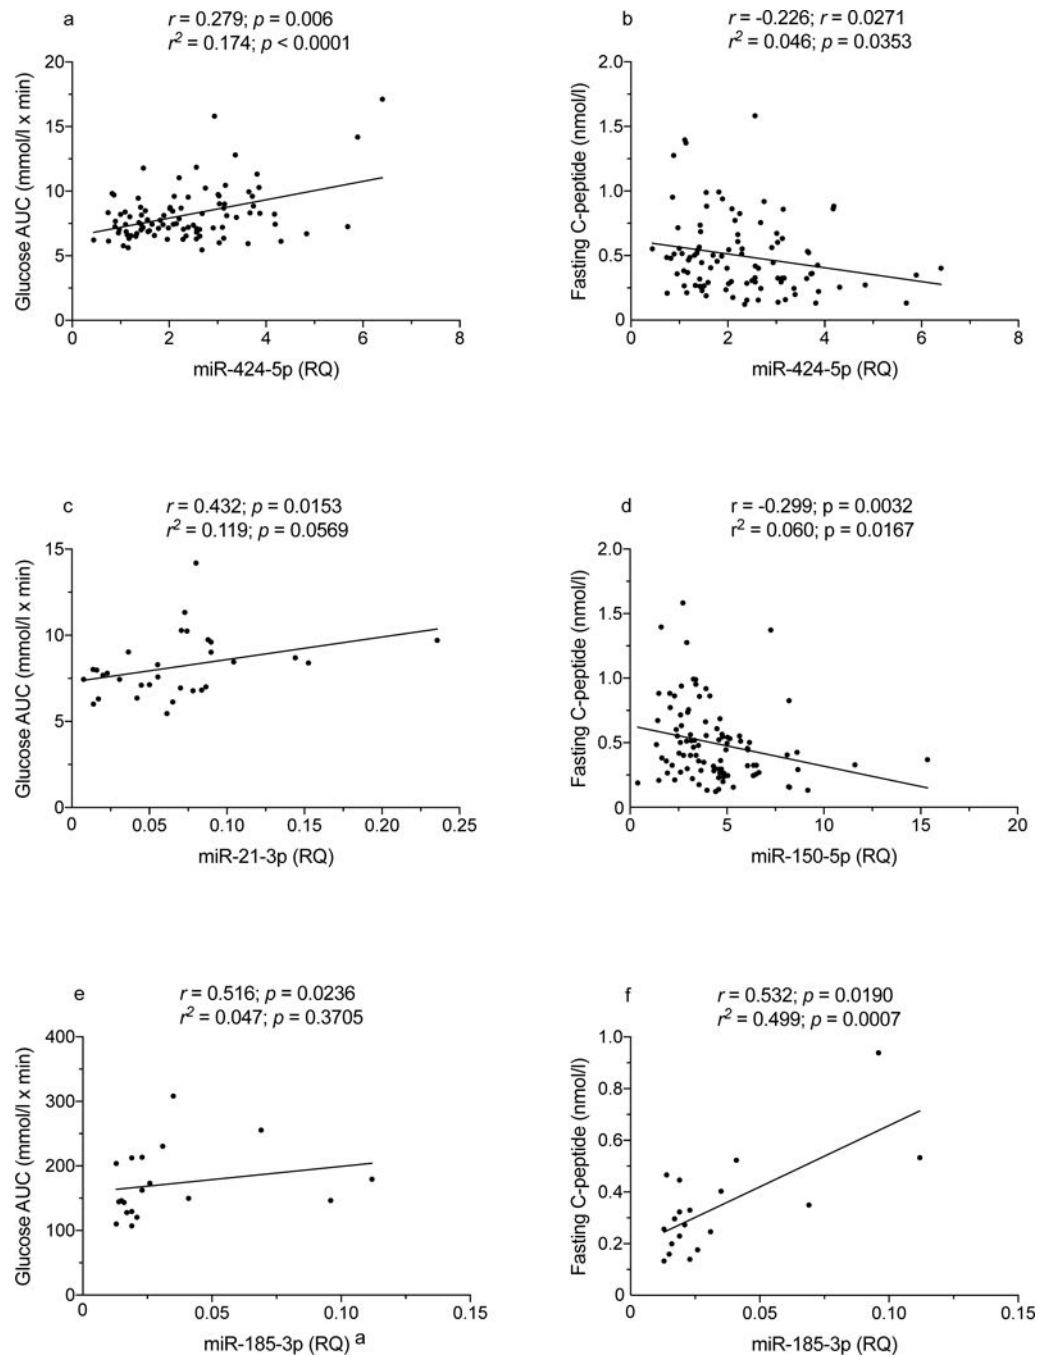 a
r = 0.279; p = 0.006
r² = 0.174; p < 0.0001
Glucose AUC (mmol/l x min)
20
15
10
5
0
0 2 4 6 8
miR-424-5p (RQ)
b
r = -0.226; r = 0.0271
r² = 0.046; p = 0.0353
Fasting C-peptide (nmol/l)
2.0
1.5
1.0
0.5
0
0 2 4 6 8
miR-424-5p (RQ)
c
r = 0.432; p = 0.0153
r² = 0.119; p = 0.0569
Glucose AUC (mmol/l x min)
15
10
5
0
0 0.05 0.10 0.15 0.20 0.25
miR-21-3p (RQ)
d
r = -0.299; p = 0.0032
r² = 0.060; p = 0.0167
Fasting C-peptide (nmol/l)
2.0
1.5
1.0
0.5
0
0 5 10 15 20
miR-150-5p (RQ)
e
r = 0.516; p = 0.0236
r² = 0.047; p = 0.3705
Glucose AUC (mmol/l x min)
400
300
200
100
0
0 0.05 0.10 0.15
miR-185-3p (RQ) a
f
r = 0.532; p = 0.0190
r² = 0.499; p = 0.0007
Fasting C-peptide (nmol/l)
1.0
0.8
0.6
0.4
0.2
0
0 0.05 0.10 0.15
miR-185-3p (RQ)